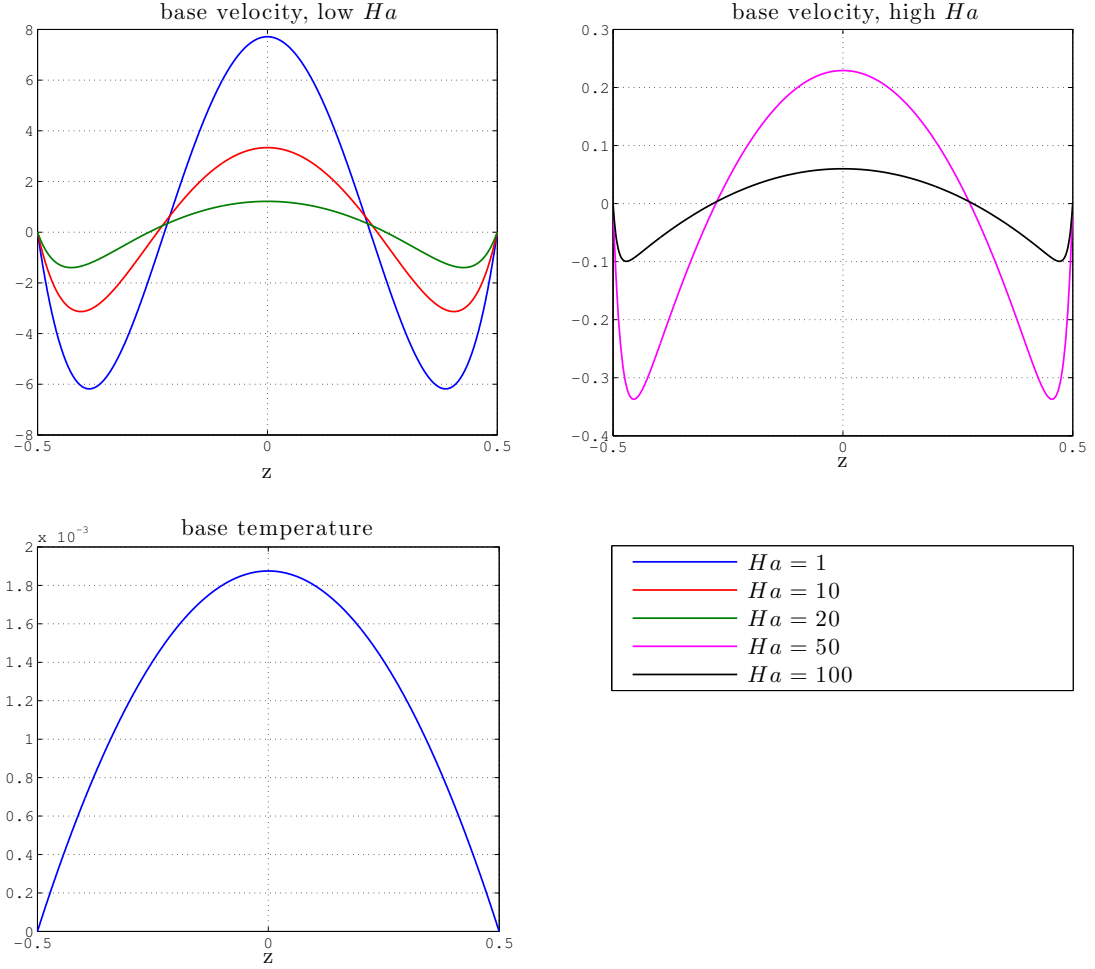 base velocity, low Ha
8
6
4
2
0
−2
−4
−6
−8
−0.5 0 0.5
z
base velocity, high Ha
0.3
0.2
0.1
0
−0.1
−0.2
−0.3
−0.4
−0.5 0 0.5
z
base temperature
x 10⁻³
2
1.8
1.6
1.4
1.2
1
0.8
0.6
0.4
0.2
0
−0.5 0 0.5
z
Ha = 1
Ha = 10
Ha = 20
Ha = 50
Ha = 100